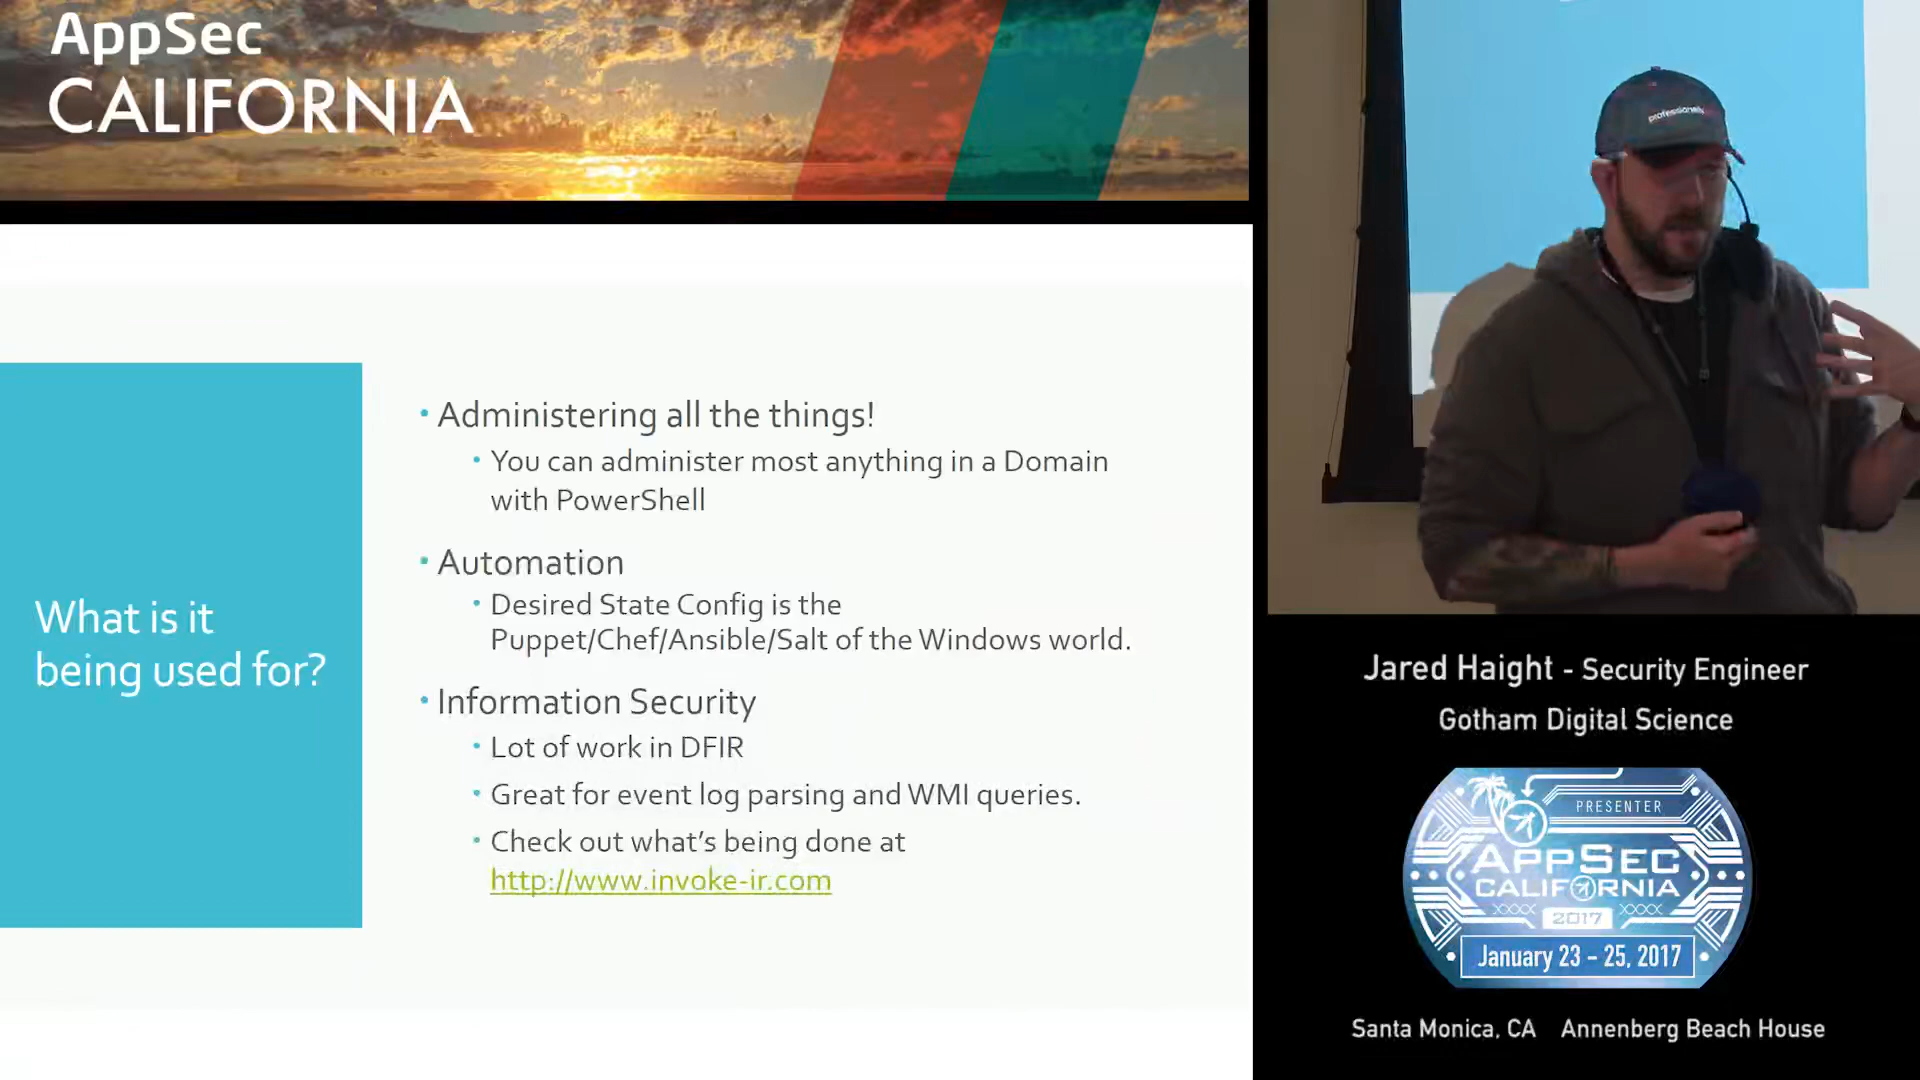 AppSec
CALIFORNIA
What is it
being used for?
• Administering all the things!
• You can administer most anything in a Domain
with PowerShell
• Automation
• Desired State Config is the
Puppet/Chef/Ansible/Salt of the Windows world.
• Information Security
• Lot of work in DFIR
• Great for event log parsing and WMI queries.
• Check out what's being done at
http://www.invoke-ir.com
Jared Haight - Security Engineer
Gotham Digital Science
PRESENTER
APPSEC
CALIFORNIA
2017
January 23 - 25, 2017
Santa Monica, CA Annenberg Beach House